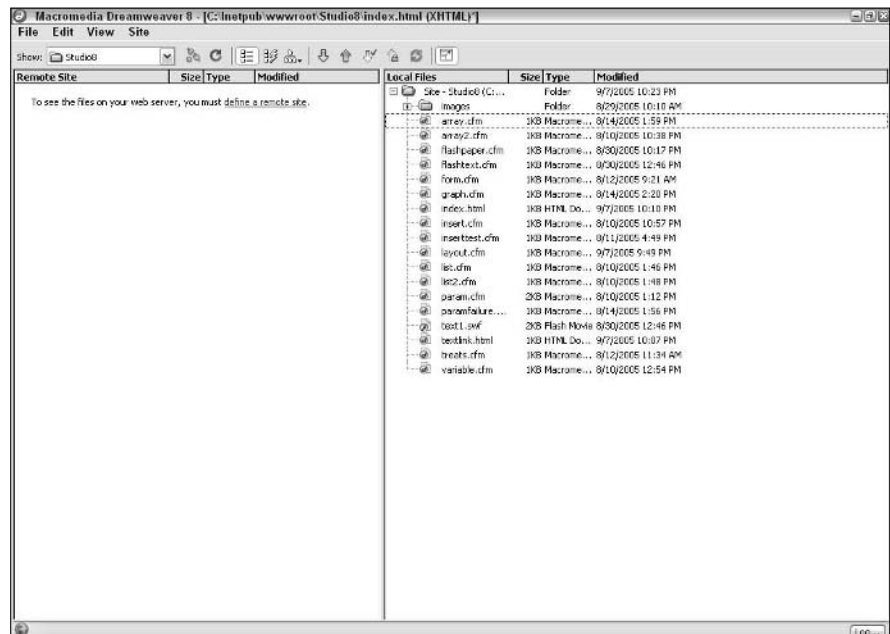 Macromedia Dreamweaver 8 - [C:\Inetpub\wwwroot\Studio8\index.html (XHTML)*]
File Edit View Site
Show: Studio8
Remote Site Size Type Modified
To see the files on your web server, you must define a remote site.
Local Files Size Type Modified
Site - Studio8 (C:... Folder 9/7/2005 10:23 PM
images Folder 8/29/2005 10:10 AM
array.cfm 1KB Macrome... 8/14/2005 1:59 PM
array2.cfm 1KB Macrome... 8/10/2005 10:38 PM
flashpaper.cfm 1KB Macrome... 8/30/2005 10:17 PM
flashtext.cfm 1KB Macrome... 8/30/2005 12:46 PM
form.cfm 1KB Macrome... 8/12/2005 9:21 AM
graph.cfm 1KB Macrome... 8/14/2005 2:20 PM
index.html 1KB HTML Do... 9/7/2005 10:10 PM
insert.cfm 1KB Macrome... 8/10/2005 10:57 PM
inserttest.cfm 1KB Macrome... 8/11/2005 4:49 PM
layout.cfm 1KB Macrome... 9/7/2005 9:49 PM
list.cfm 1KB Macrome... 8/10/2005 1:46 PM
list2.cfm 1KB Macrome... 8/10/2005 1:48 PM
param.cfm 2KB Macrome... 8/10/2005 1:12 PM
paramfailure.... 1KB Macrome... 8/14/2005 1:56 PM
text1.swf 2KB Flash Movie 8/30/2005 12:46 PM
textlink.html 1KB HTML Do... 9/7/2005 10:07 PM
treats.cfm 1KB Macrome... 8/12/2005 11:34 AM
variable.cfm 1KB Macrome... 8/10/2005 12:54 PM